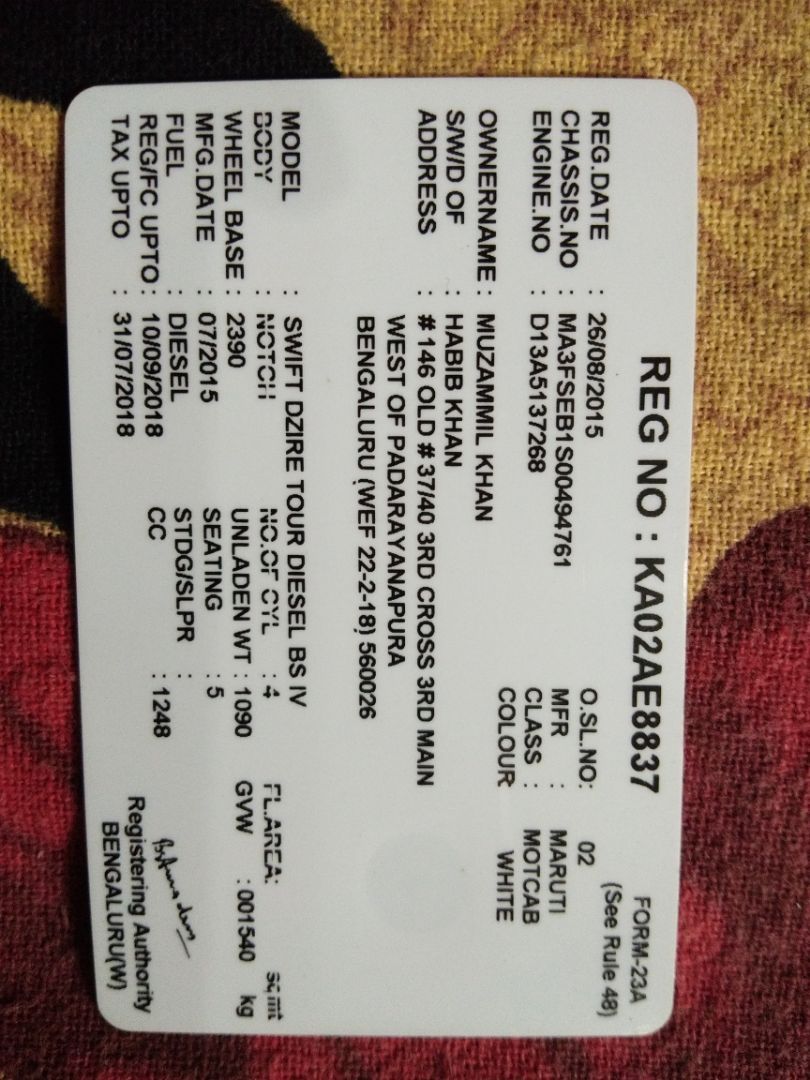 REG NO : KA02AE8837
FORM-23A
(See Rule 48)
REG.DATE : 26/08/2015 O.SL.NO: 02
CHASSIS.NO : MA3FSEB1S00494761 MFR : MARUTI
ENGINE.NO : D13A5137268 CLASS : MOTCAB
COLOUR WHITE
OWNERNAME : MUZAMMIL KHAN
S/W/D OF : HABIB KHAN
ADDRESS : # 146 OLD # 37/40 3RD CROSS 3RD MAIN
WEST OF PADARAYANAPURA
BENGALURU (WEF 22-2-18) 560026
MODEL : SWIFT DZIRE TOUR DIESEL BS IV
BODY : NOTCH NO.OF CYL : 4 FL.AREA: sq mt
WHEEL BASE : 2390 UNLADEN WT : 1090 GVW : 001540 kg
MFG.DATE : 07/2015 SEATING : 5
FUEL : DIESEL STDG/SLPR :
REG/FC UPTO : 10/09/2018 CC : 1248
TAX UPTO : 31/07/2018
Registering Authority
BENGALURU(W)